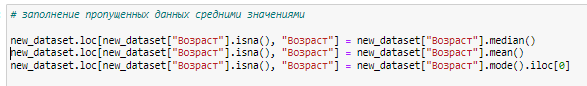 # заполнение пропущенных данных средними значениями
new_dataset.loc[new_dataset["Возраст"].isna(), "Возраст"] = new_dataset["Возраст"].median()
new_dataset.loc[new_dataset["Возраст"].isna(), "Возраст"] = new_dataset["Возраст"].mean()
new_dataset.loc[new_dataset["Возраст"].isna(), "Возраст"] = new_dataset["Возраст"].mode().iloc[0]